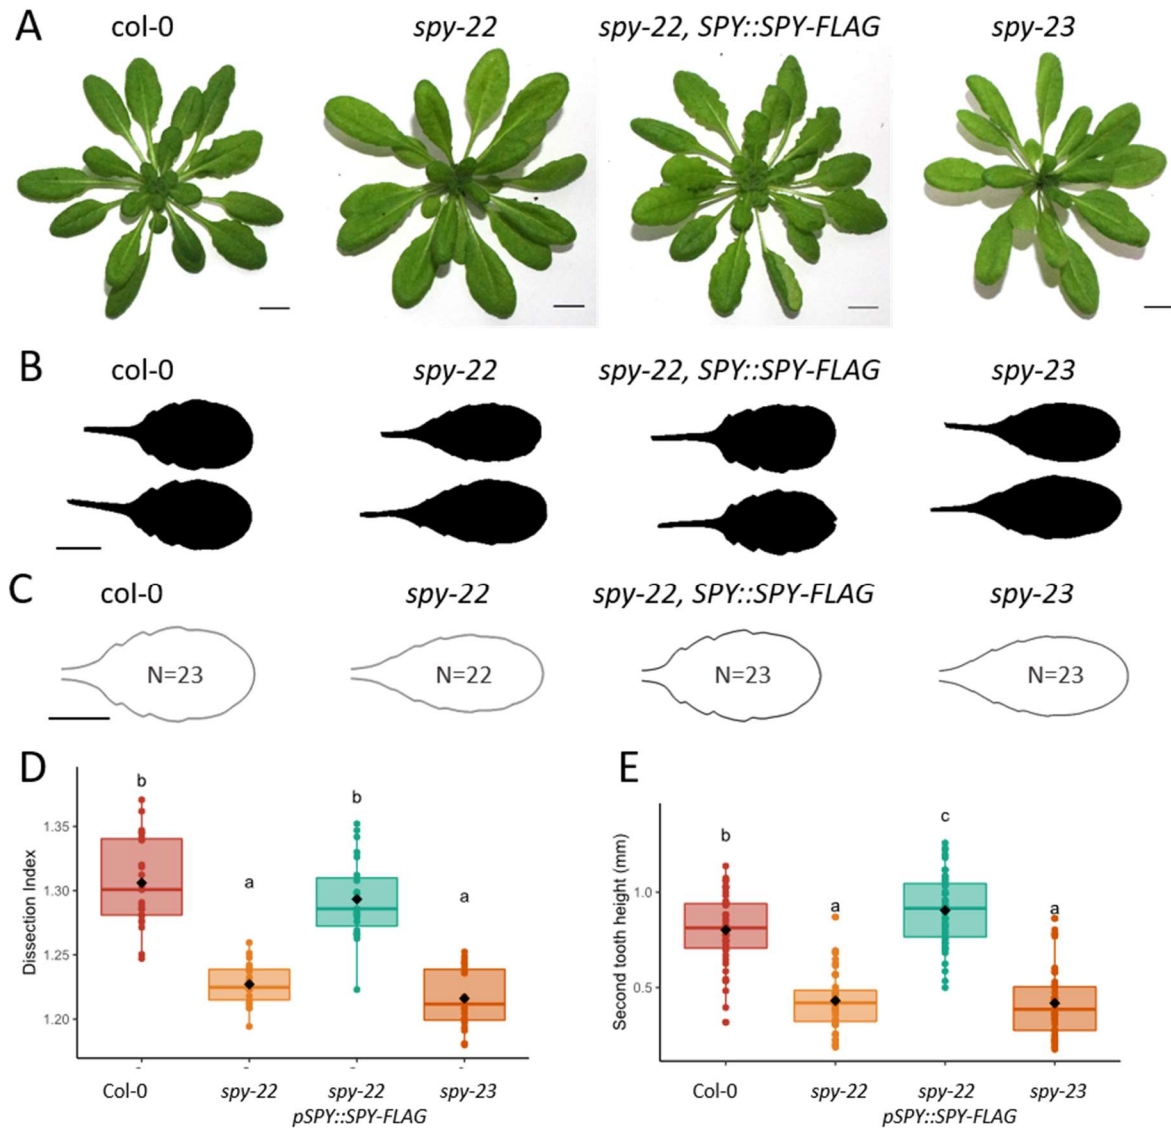 A
col-0 spy-22 spy-22, SPY::SPY-FLAG spy-23
B
col-0 spy-22 spy-22, SPY::SPY-FLAG spy-23
C
col-0 spy-22 spy-22, SPY::SPY-FLAG spy-23
N=23 N=22 N=23 N=23
D
Dissection Index
1.35
1.30
1.25
1.20
b a b a
Col-0 spy-22 spy-22 spy-23
pSPY::SPY-FLAG
E
Second tooth height (mm)
1.0
0.5
b a c a
Col-0 spy-22 spy-22 spy-23
pSPY::SPY-FLAG